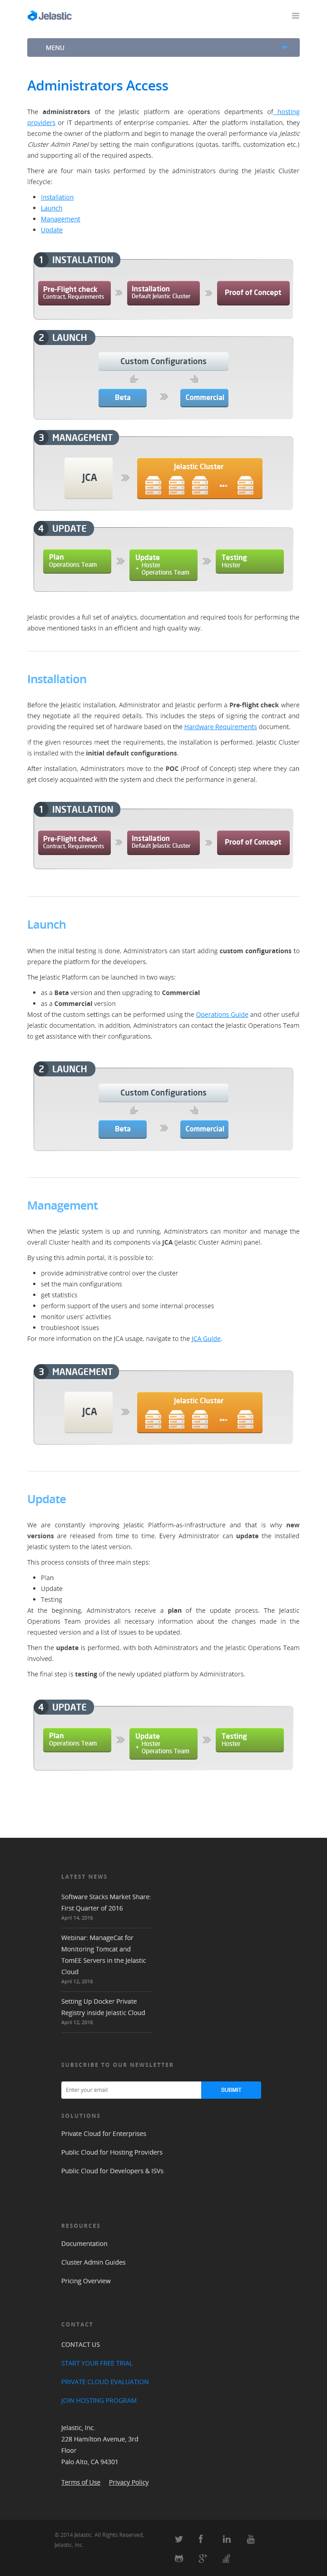 Jelastic
MENU
Administrators Access
The administrators of the Jelastic platform are operations departments of hosting
providers or IT departments of enterprise companies. After the platform installation, they
become the owner of the platform and begin to manage the overall performance via Jelastic
Cluster Admin Panel by setting the main configurations (quotas, tariffs, customization etc.)
and supporting all of the required aspects.
There are four main tasks performed by the administrators during the Jelastic Cluster
lifecycle:
Installation
Launch
Management
Update
1 INSTALLATION
Pre-Flight check
Contract, Requirements
Installation
Default Jelastic Cluster
Proof of Concept
2 LAUNCH
Custom Configurations
Beta
Commercial
3 MANAGEMENT
JCA
Jelastic Cluster
...
4 UPDATE
Plan
Operations Team
Update
+ Hoster
Operations Team
Testing
Hoster
Jelastic provides a full set of analytics, documentation and required tools for performing the
above mentioned tasks in an efficient and high quality way.
Installation
Before the Jelastic installation, Administrator and Jelastic perform a Pre-flight check where
they negotiate all the required details. This includes the steps of signing the contract and
providing the required set of hardware based on the Hardware Requirements document.
If the given resources meet the requirements, the installation is performed. Jelastic Cluster
is installed with the initial default configurations.
After installation, Administrators move to the POC (Proof of Concept) step where they can
get closely acquainted with the system and check the performance in general.
1 INSTALLATION
Pre-Flight check
Contract, Requirements
Installation
Default Jelastic Cluster
Proof of Concept
Launch
When the initial testing is done, Administrators can start adding custom configurations to
prepare the platform for the developers.
The Jelastic Platform can be launched in two ways:
as a Beta version and then upgrading to Commercial
as a Commercial version
Most of the custom settings can be performed using the Operations Guide and other useful
Jelastic documentation. In addition, Administrators can contact the Jelastic Operations Team
to get assistance with their configurations.
2 LAUNCH
Custom Configurations
Beta
Commercial
Management
When the Jelastic system is up and running, Administrators can monitor and manage the
overall Cluster health and its components via JCA (Jelastic Cluster Admin) panel.
By using this admin portal, it is possible to:
provide administrative control over the cluster
set the main configurations
get statistics
perform support of the users and some internal processes
monitor users' activities
troubleshoot issues
For more information on the JCA usage, navigate to the JCA Guide.
3 MANAGEMENT
JCA
Jelastic Cluster
...
Update
We are constantly improving Jelastic Platform-as-Infrastructure and that is why new
versions are released from time to time. Every Administrator can update the installed
Jelastic system to the latest version.
This process consists of three main steps:
Plan
Update
Testing
At the beginning, Administrators receive a plan of the update process. The Jelastic
Operations Team provides all necessary information about the changes made in the
requested version and a list of issues to be updated.
Then the update is performed, with both Administrators and the Jelastic Operations Team
involved.
The final step is testing of the newly updated platform by Administrators.
4 UPDATE
Plan
Operations Team
Update
+ Hoster
Operations Team
Testing
Hoster
LATEST NEWS
Software Stacks Market Share:
First Quarter of 2016
April 14, 2016
Webinar: ManageCat for
Monitoring Tomcat and
TomEE Servers in the Jelastic
Cloud
April 12, 2016
Setting Up Docker Private
Registry inside Jelastic Cloud
April 12, 2016
SUBSCRIBE TO OUR NEWSLETTER
Enter your email
SUBMIT
SOLUTIONS
Private Cloud for Enterprises
Public Cloud for Hosting Providers
Public Cloud for Developers & ISVs
RESOURCES
Documentation
Cluster Admin Guides
Pricing Overview
CONTACT
CONTACT US
START YOUR FREE TRIAL
PRIVATE CLOUD EVALUATION
JOIN HOSTING PROGRAM
Jelastic, Inc.
228 Hamilton Avenue, 3rd
Floor
Palo Alto, CA 94301
Terms of Use Privacy Policy
© 2014 Jelastic. All Rights Reserved,
Jelastic, Inc.